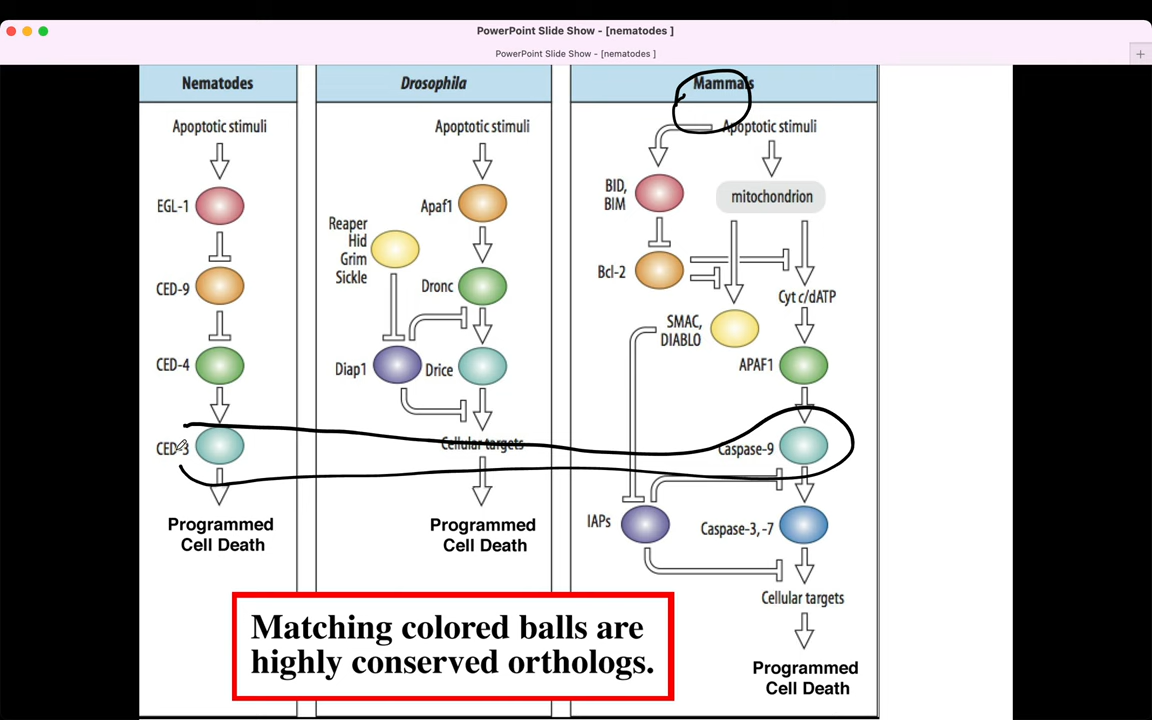 PowerPoint Slide Show - [nematodes ]
PowerPoint Slide Show - [nematodes ]
Nematodes
Apoptotic stimuli
EGL-1
CED-9
CED-4
CED-3
Programmed
Cell Death
Drosophila
Apoptotic stimuli
Apaf1
Reaper
Hid
Grim
Sickle
Dronc
Diap1
Drice
Cellular targets
Programmed
Cell Death
Mammals
Apoptotic stimuli
BID,
BIM
mitochondrion
Bcl-2
Cyt c/dATP
SMAC,
DIABLO
APAF1
Caspase-9
IAPs
Caspase-3,-7
Cellular targets
Programmed
Cell Death
Matching colored balls are
highly conserved orthologs.